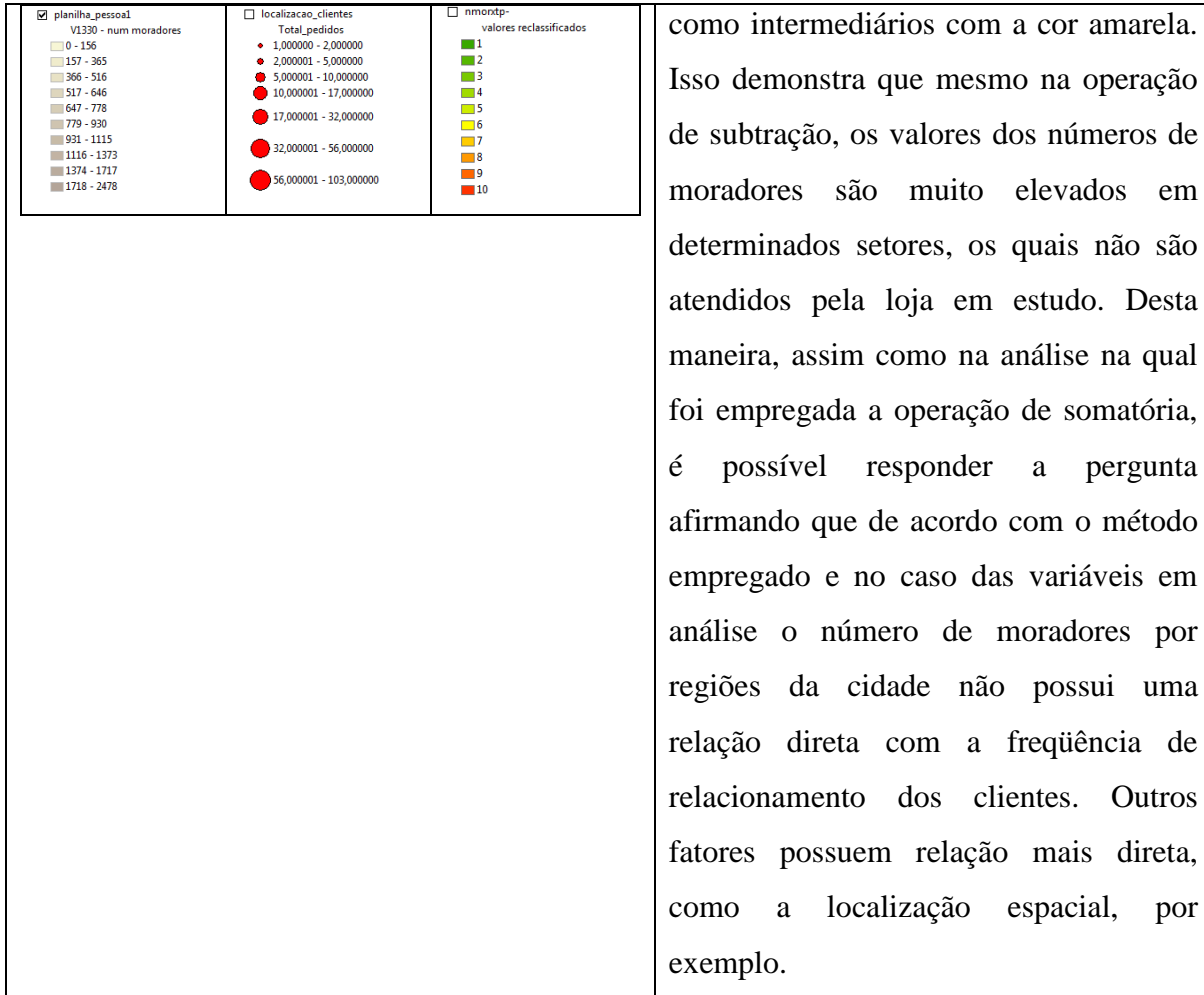 planilha_pessoa1
V1330 - num moradores
0 - 156
157 - 365
366 - 516
517 - 646
647 - 778
779 - 930
931 - 1115
1116 - 1373
1374 - 1717
1718 - 2478
localizacao_clientes
Total_pedidos
1,000000 - 2,000000
2,000001 - 5,000000
5,000001 - 10,000000
10,000001 - 17,000000
17,000001 - 32,000000
32,000001 - 56,000000
56,000001 - 103,000000
nmorxtp-
valores reclassificados
1
2
3
4
5
6
7
8
9
10
como intermediários com a cor amarela.
Isso demonstra que mesmo na operação
de subtração, os valores dos números de
moradores são muito elevados em
determinados setores, os quais não são
atendidos pela loja em estudo. Desta
maneira, assim como na análise na qual
foi empregada a operação de somatória,
é possível responder a pergunta
afirmando que de acordo com o método
empregado e no caso das variáveis em
análise o número de moradores por
regiões da cidade não possui uma
relação direta com a freqüência de
relacionamento dos clientes. Outros
fatores possuem relação mais direta,
como a localização espacial, por
exemplo.